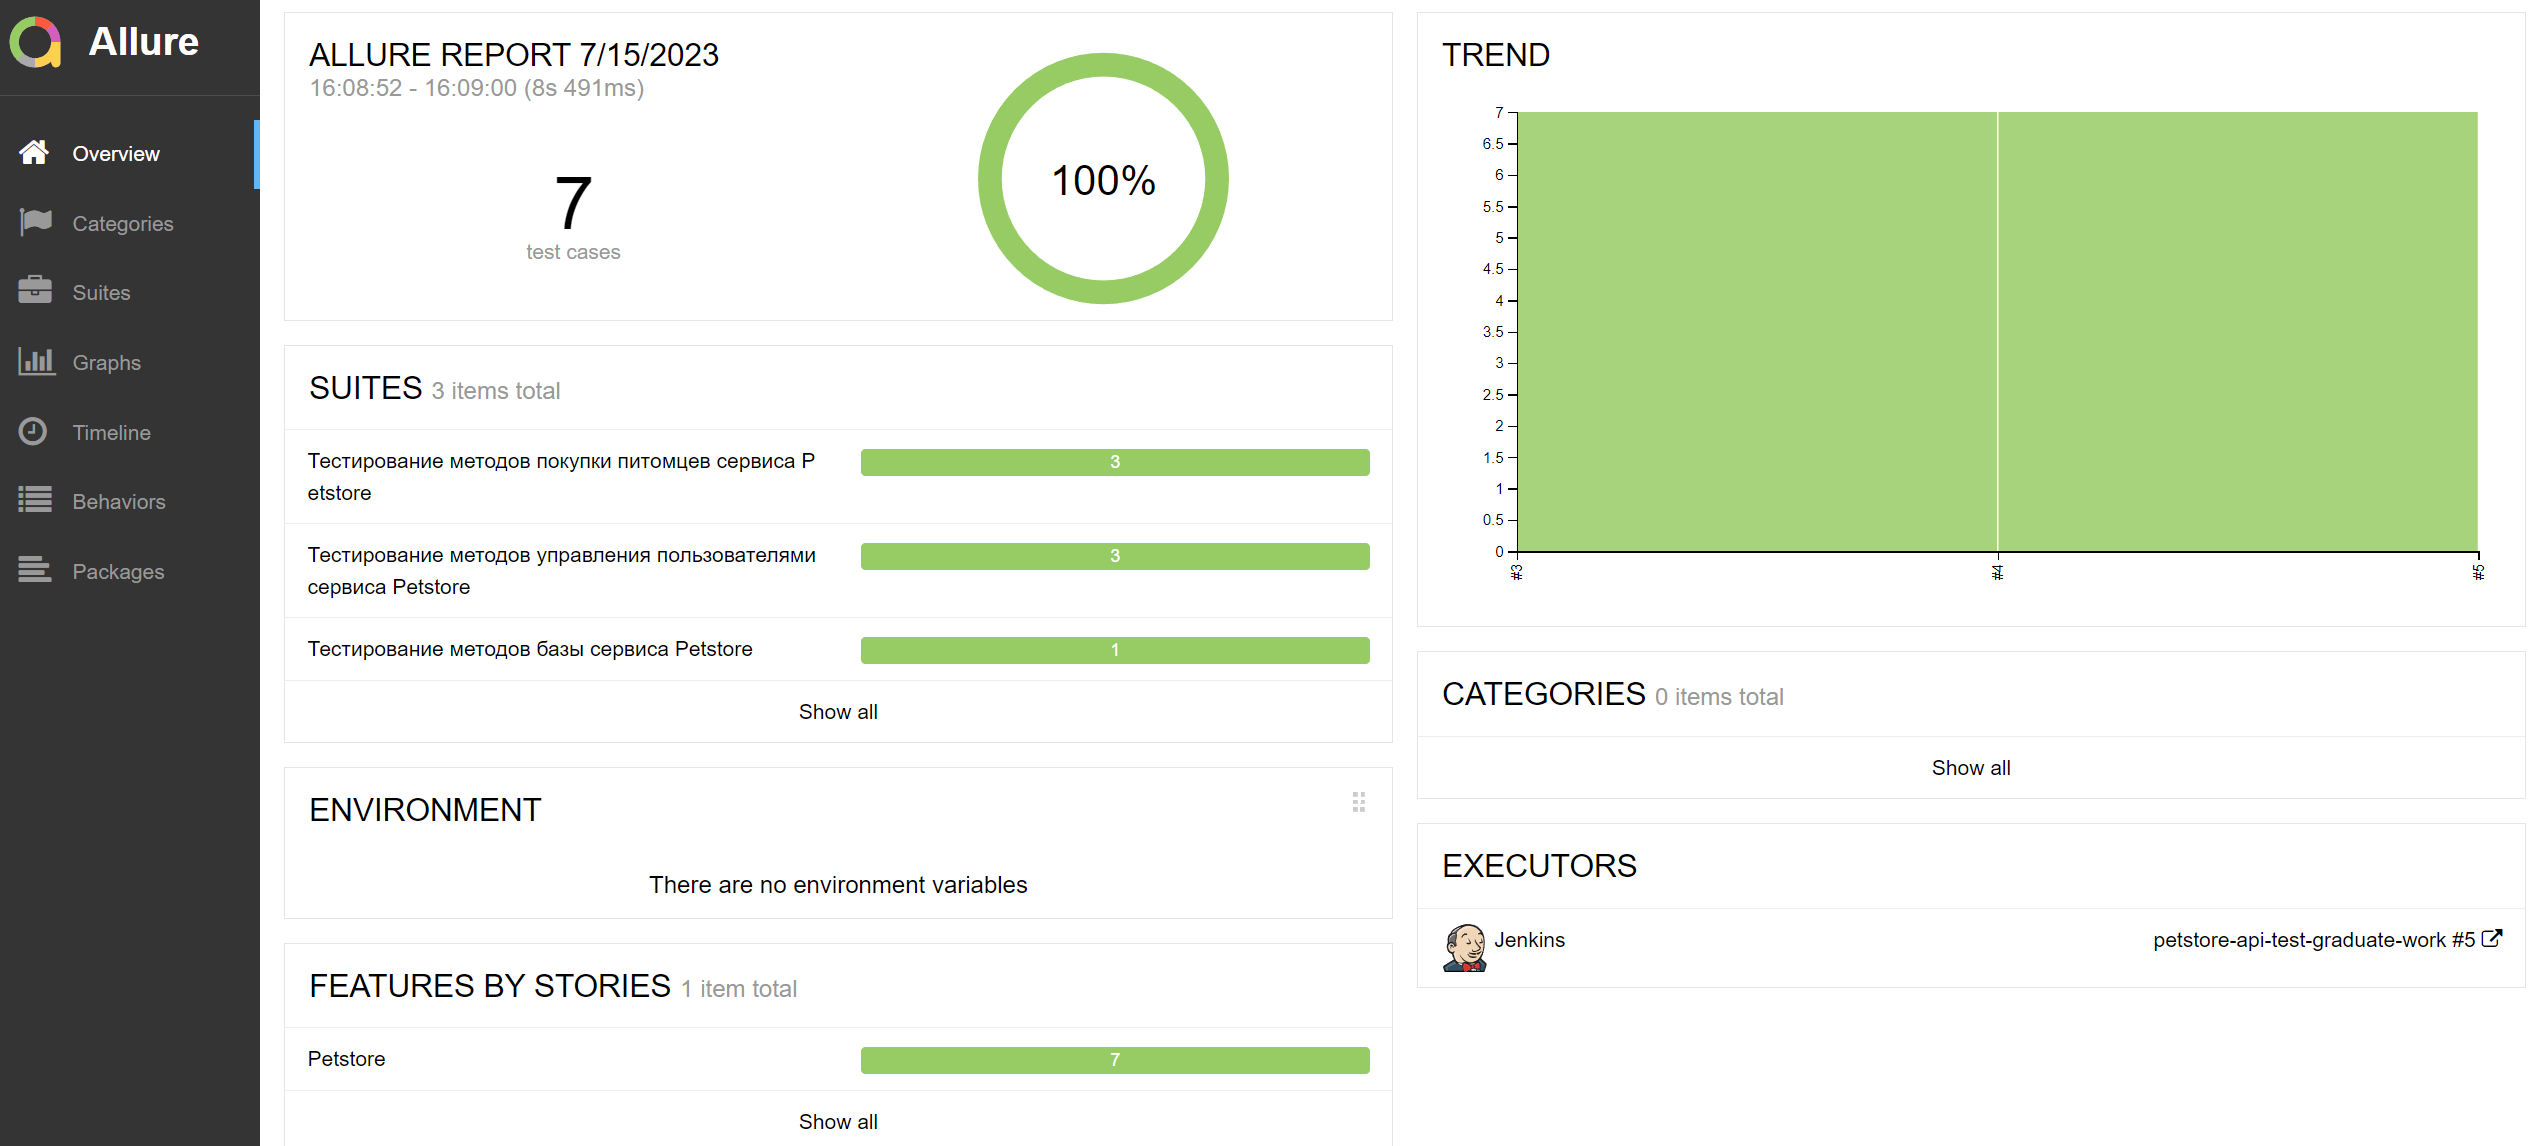 Allure
Overview
Categories
Suites
Graphs
Timeline
Behaviors
Packages
ALLURE REPORT 7/15/2023
16:08:52 - 16:09:00 (8s 491ms)
7
test cases
100%
SUITES 3 items total
Тестирование методов покупки питомцев сервиса P
etstore
3
Тестирование методов управления пользователями
сервиса Petstore
3
Тестирование методов базы сервиса Petstore
1
Show all
ENVIRONMENT
There are no environment variables
FEATURES BY STORIES 1 item total
Petstore
7
Show all
TREND
7
6.5
6
5.5
5
4.5
4
3.5
3
2.5
2
1.5
1
0.5
0
#3
#4
#5
CATEGORIES 0 items total
Show all
EXECUTORS
Jenkins
petstore-api-test-graduate-work #5